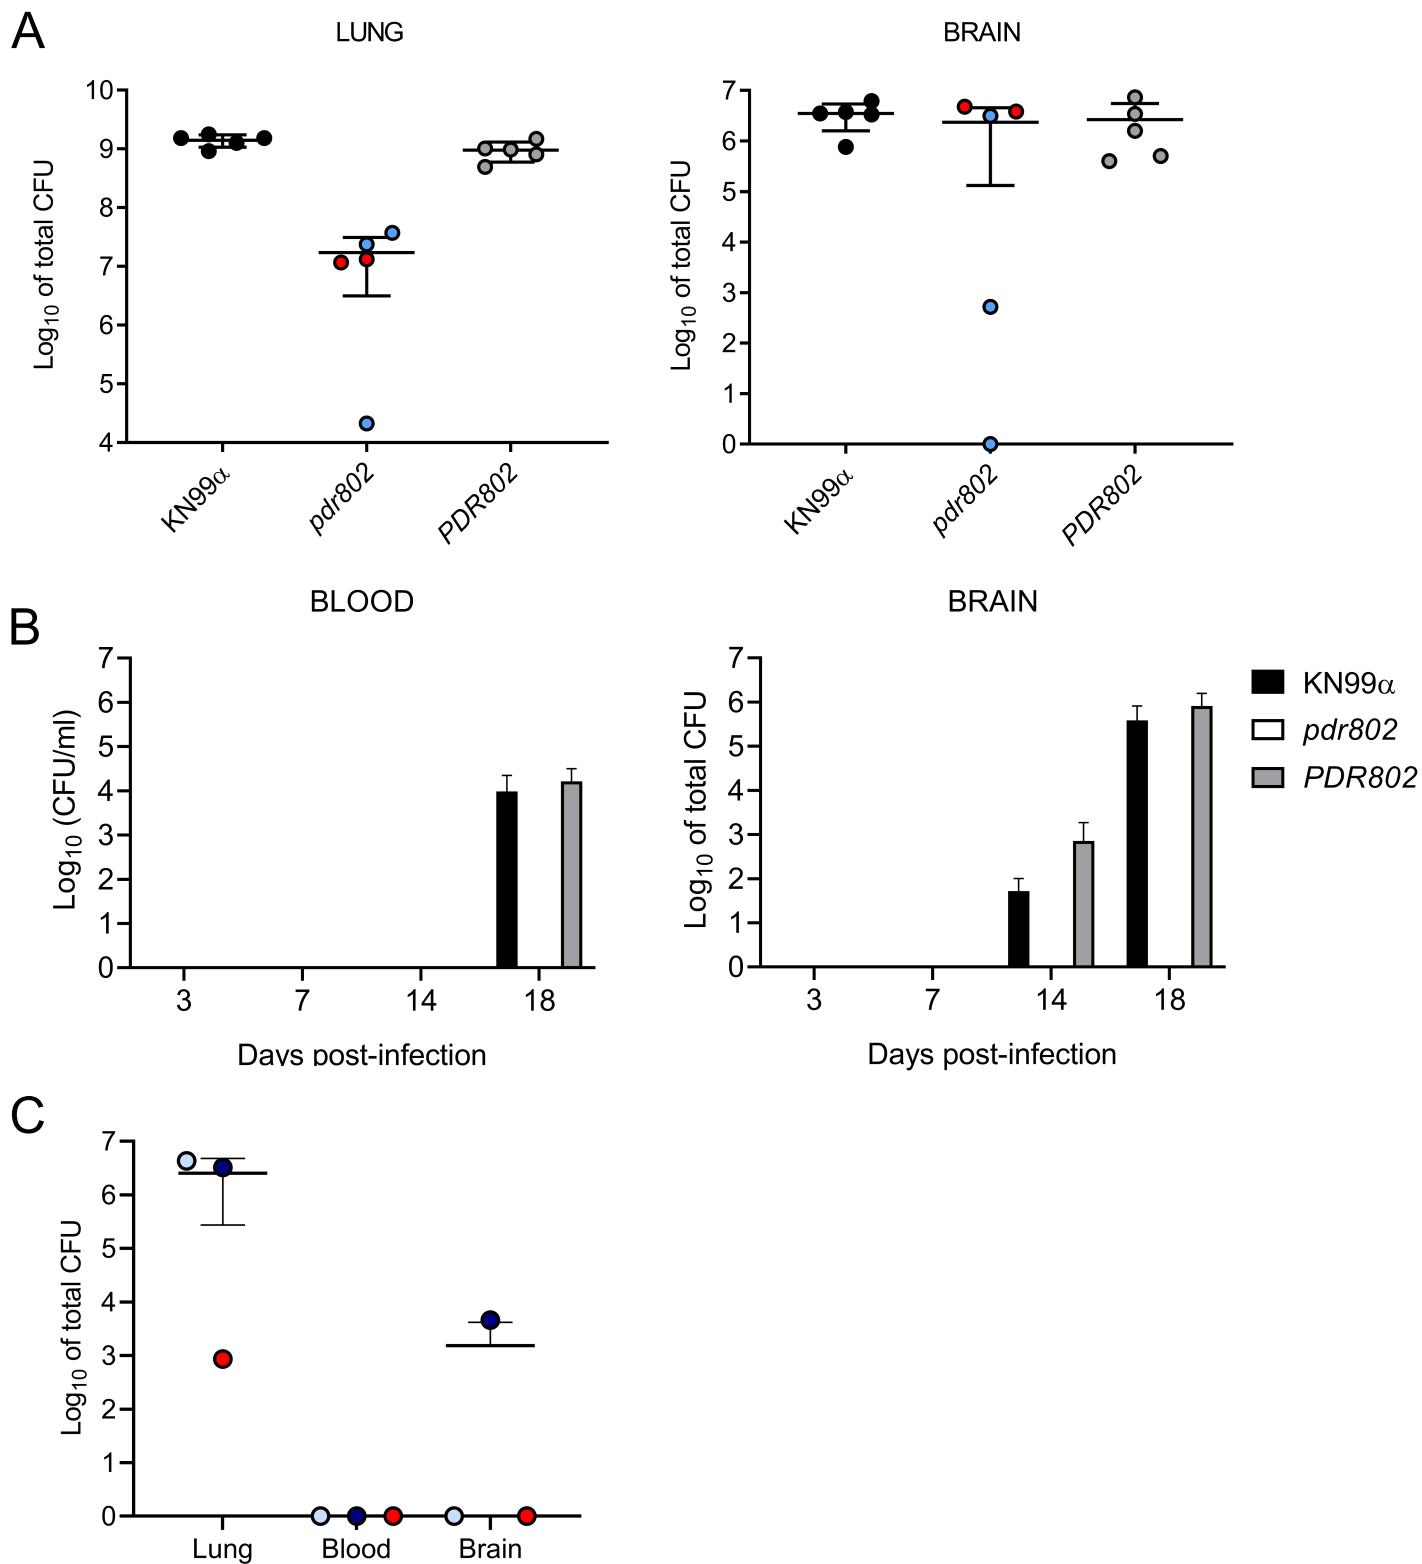 A
LUNG
BRAIN
Log10 of total CFU
10
9
8
7
6
5
4
KN99α
pdr802
PDR802
Log10 of total CFU
7
6
5
4
3
2
1
0
KN99α
pdr802
PDR802
B
BLOOD
BRAIN
Log10 (CFU/ml)
7
6
5
4
3
2
1
0
3 7 14 18
Days post-infection
Log10 of total CFU
7
6
5
4
3
2
1
0
3 7 14 18
Days post-infection
KN99α
pdr802
PDR802
C
Log10 of total CFU
7
6
5
4
3
2
1
0
Lung Blood Brain